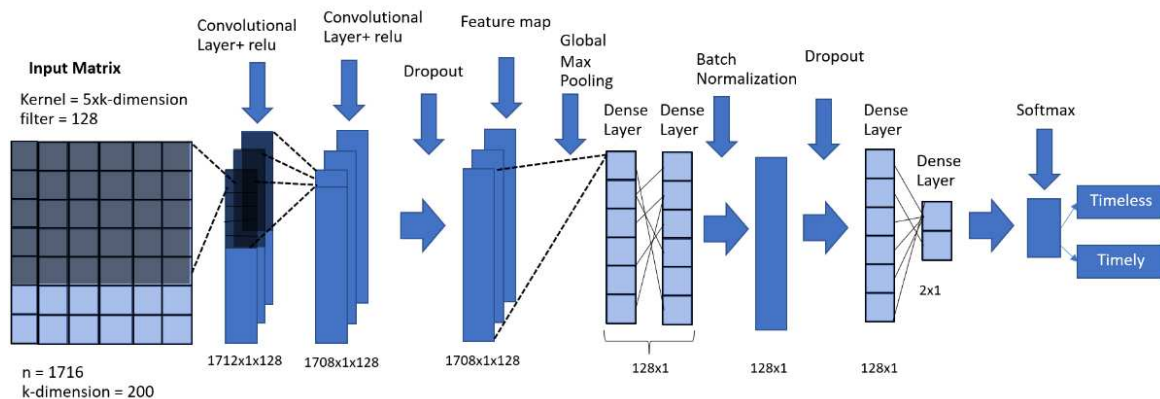 Input Matrix
Kernel = 5xk-dimension
filter = 128
n = 1716
k-dimension = 200
Convolutional
Layer+ relu
1712x1x128
Convolutional
Layer+ relu
1708x1x128
Dropout
Feature map
1708x1x128
Global
Max
Pooling
Dense
Layer
Dense
Layer
128x1
Batch
Normalization
128x1
Dropout
Dense
Layer
128x1
Dense
Layer
2x1
Softmax
Timeless
Timely